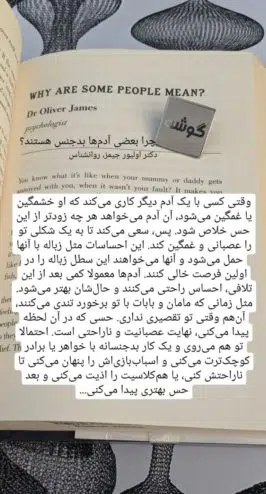 WHY ARE SOME PEOPLE MEAN?
Dr Oliver James
psychologist
گوشه
چرا بعضی آدم‌ها بدجنس هستند؟
دکتر اولیور جیمز، روانشناس
You know what it's like when your mummy or daddy gets
annoyed with you, when it wasn't your fault? It makes you
وقتی کسی با یک آدم دیگر کاری می‌کند که او خشمگین
یا غمگین می‌شود، آن آدم می‌خواهد هر چه زودتر از این
حس خلاص شود. پس، سعی می‌کند تا به یک شکلی تو
را عصبانی و غمگین کند. این احساسات مثل زباله با آنها
حمل می‌شود و آنها می‌خواهند این سطل زباله را در
اولین فرصت خالی کنند. آدم‌ها معمولا کمی بعد از این
تلافی، احساس راحتی می‌کنند و حال‌شان بهتر می‌شود.
مثل زمانی که مامان و بابات با تو برخورد تندی می‌کنند،
آن‌هم وقتی تو تقصیری نداری. حسی که در آن لحظه
پیدا می‌کنی، نهایت عصبانیت و ناراحتی است. احتمالا
تو هم می‌روی و یک کار بدجنسانه با خواهر یا برادر
کوچک‌ترت می‌کنی و اسباب‌بازی‌اش را پنهان می‌کنی تا
ناراحتش کنی، یا هم‌کلاسیت را اذیت می‌کنی و بعد
حس بهتری پیدا می‌کنی...